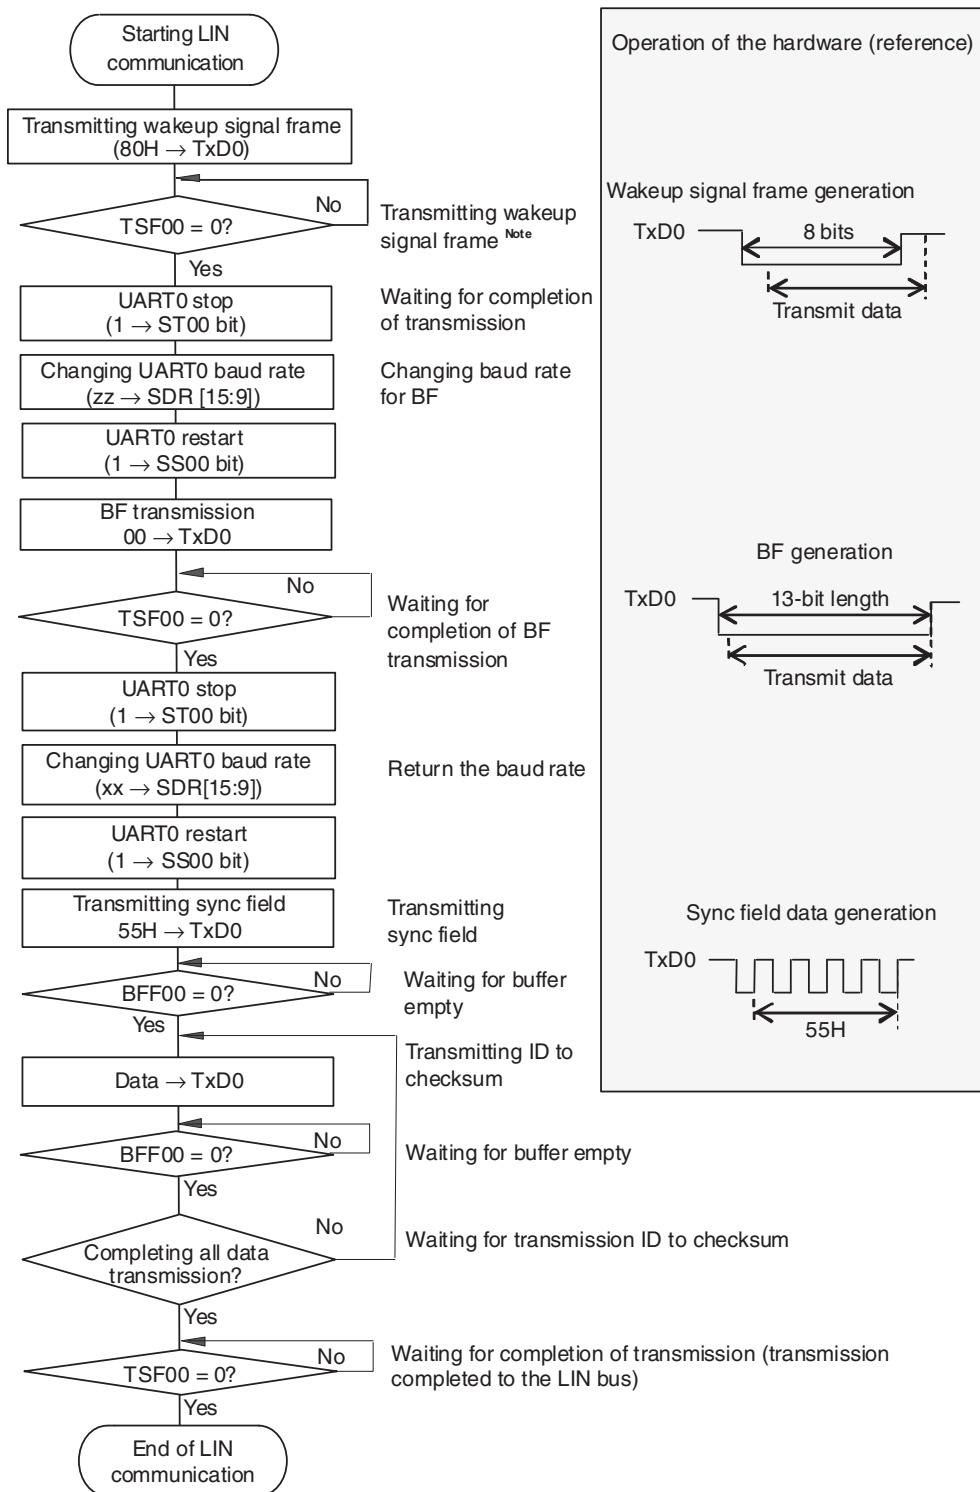 Starting LIN
communication
Transmitting wakeup signal frame
(80H → TxD0)
TSF00 = 0?
No
Yes
Transmitting wakeup
signal frame Note
UART0 stop
(1 → ST00 bit)
Waiting for completion
of transmission
Changing UART0 baud rate
(zz → SDR [15:9])
Changing baud rate
for BF
UART0 restart
(1 → SS00 bit)
BF transmission
00 → TxD0
No
TSF00 = 0?
Yes
Waiting for
completion of BF
transmission
UART0 stop
(1 → ST00 bit)
Changing UART0 baud rate
(xx → SDR[15:9])
Return the baud rate
UART0 restart
(1 → SS00 bit)
Transmitting sync field
55H → TxD0
Transmitting
sync field
BFF00 = 0?
No
Yes
Waiting for buffer
empty
Data → TxD0
Transmitting ID to
checksum
BFF00 = 0?
No
Yes
Waiting for buffer empty
Completing all data
transmission?
No
Yes
Waiting for transmission ID to checksum
TSF00 = 0?
No
Yes
Waiting for completion of transmission (transmission
completed to the LIN bus)
End of LIN
communication
Operation of the hardware (reference)
Wakeup signal frame generation
TxD0
8 bits
Transmit data
BF generation
TxD0
13-bit length
Transmit data
Sync field data generation
TxD0
55H